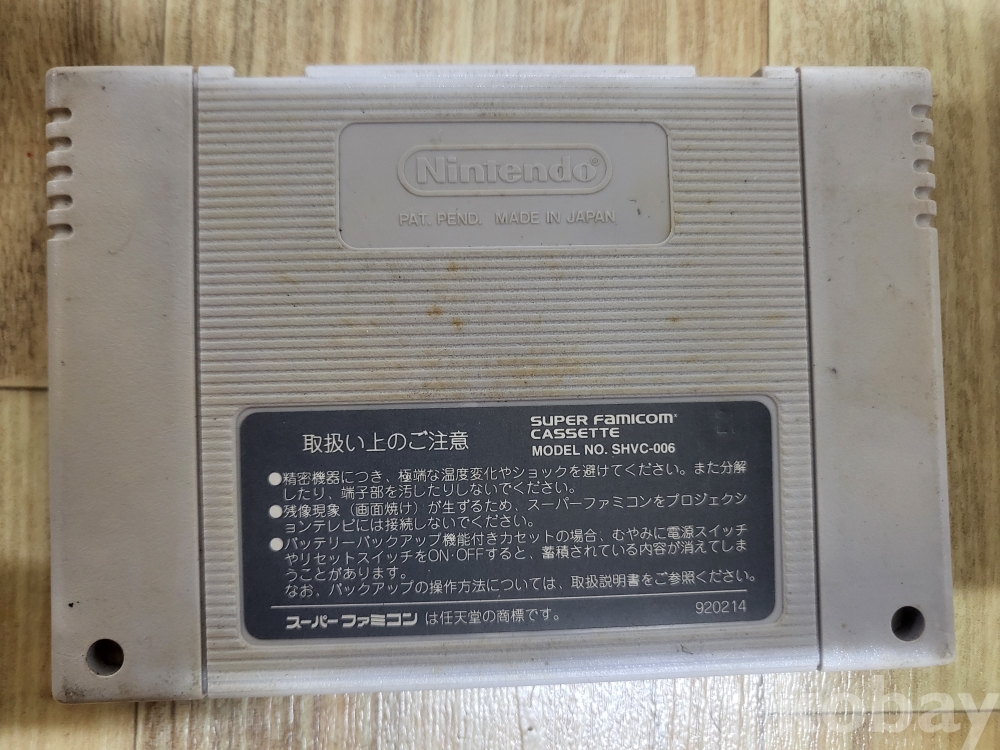 Nintendo®
PAT. PEND. MADE IN JAPAN
取扱い上のご注意
SUPER FAMICOM®
CASSETTE
MODEL NO. SHVC-006
●精密機器につき、極端な温度変化やショックを避けてください。また分解
したり、端子部を汚したりしないでください。
●残像現象（画面焼け）が生ずるため、スーパーファミコンをプロジェクシ
ョンテレビには接続しないでください。
●バッテリーバックアップ機能付きカセットの場合、むやみに電源スイッチ
やリセットスイッチをON·OFFすると、蓄積されている内容が消えてしま
うことがあります。
なお、バックアップの操作方法については、取扱説明書をご参照ください。
スーパーファミコン は任天堂の商標です。
920214
obay